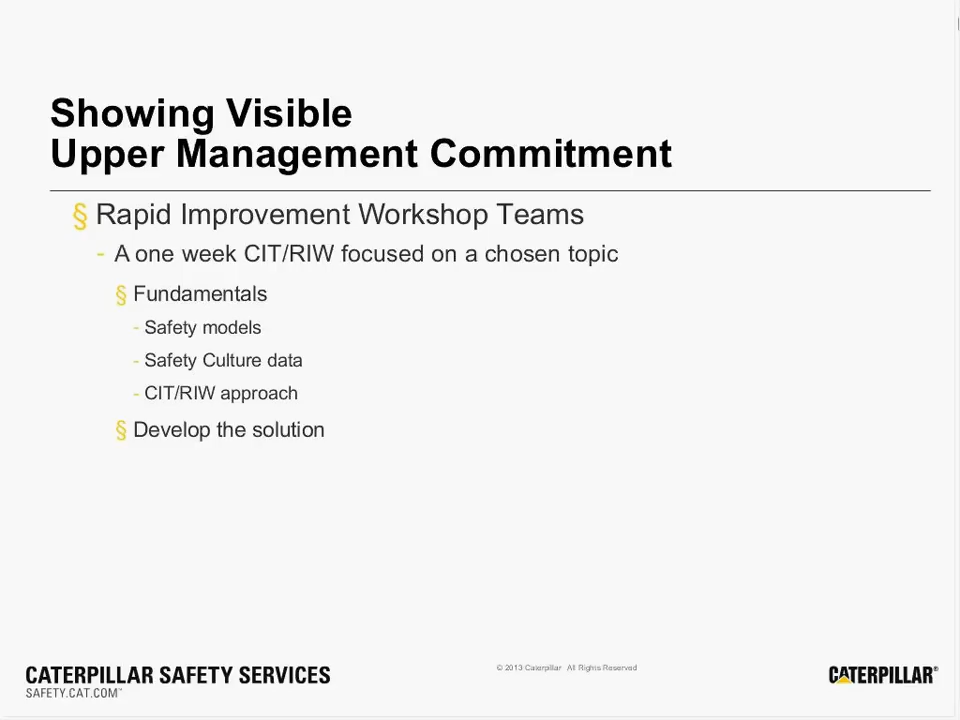 Showing Visible
Upper Management Commitment
§ Rapid Improvement Workshop Teams
- A one week CIT/RIW focused on a chosen topic
§ Fundamentals
- Safety models
- Safety Culture data
- CIT/RIW approach
§ Develop the solution
© 2013 Caterpillar All Rights Reserved
CATERPILLAR SAFETY SERVICES
SAFETY.CAT.COM™
CATERPILLAR®